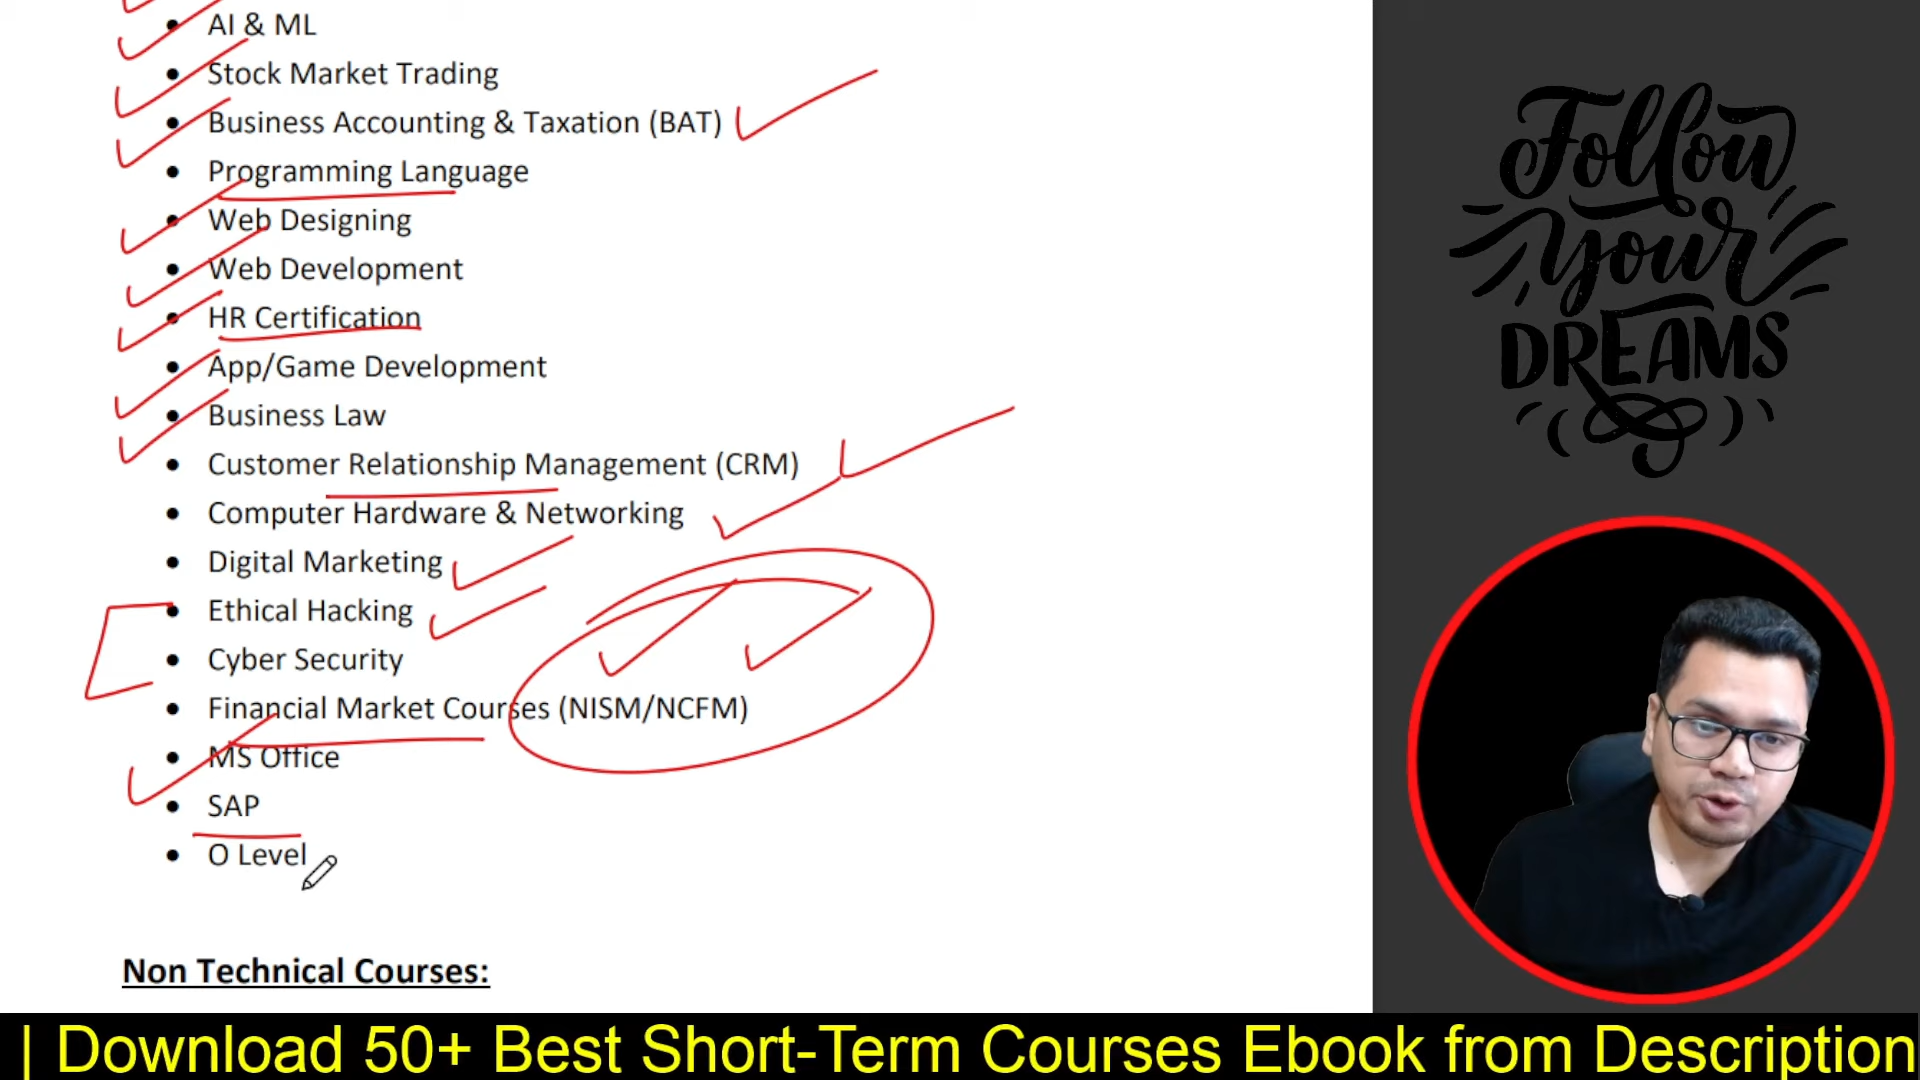 AI & ML
Stock Market Trading
Business Accounting & Taxation (BAT)
Programming Language
Web Designing
Web Development
HR Certification
App/Game Development
Business Law
Customer Relationship Management (CRM)
Computer Hardware & Networking
Digital Marketing
Ethical Hacking
Cyber Security
Financial Market Courses (NISM/NCFM)
MS Office
SAP
O Level
Non Technical Courses:
Follow
Your
DREAMS
| Download 50+ Best Short-Term Courses Ebook from Description